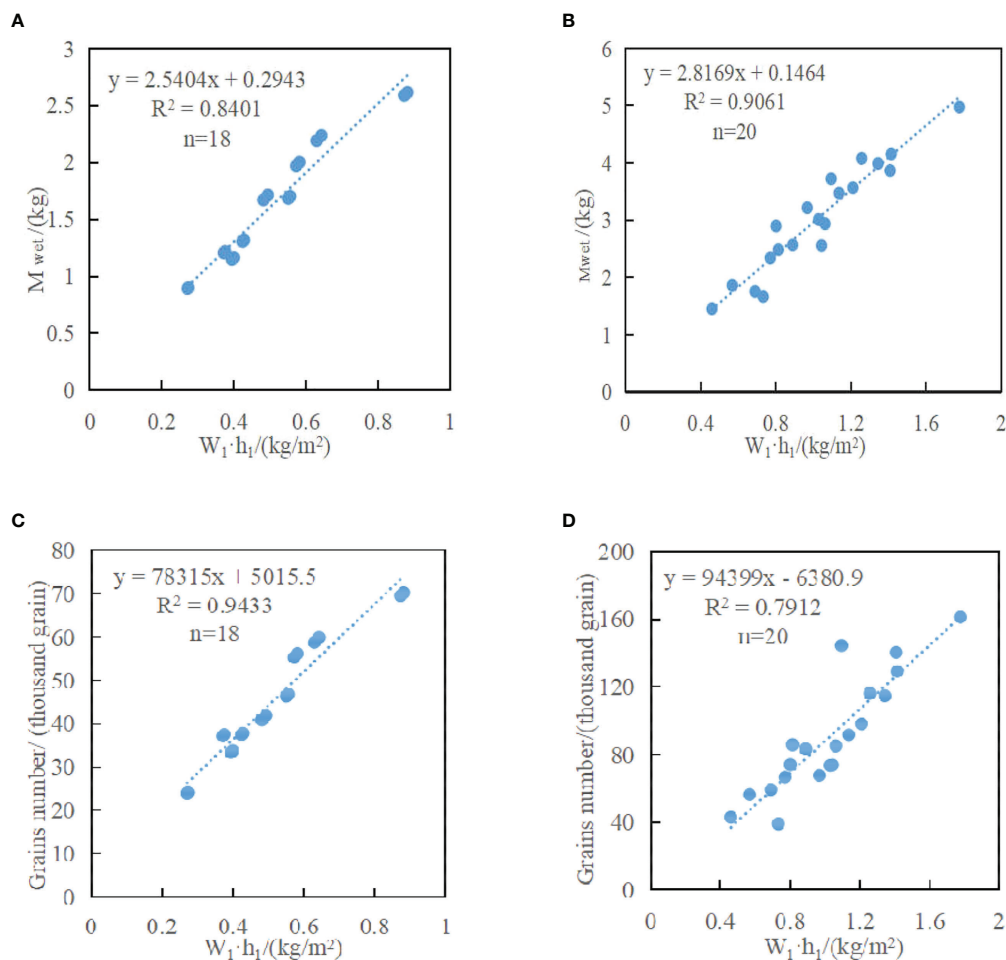 A
3
y = 2.5404x + 0.2943
R² = 0.8401
n=18
2.5
2
1.5
1
0.5
0
M wet/(kg)
0 0.2 0.4 0.6 0.8 1
W₁·h₁/(kg/m²)
B
6
y = 2.8169x + 0.1464
R² = 0.9061
n=20
5
4
3
2
1
0
Mwet/(kg)
0 0.4 0.8 1.2 1.6 2
W₁·h₁/(kg/m²)
C
80
y = 78315x | 5015.5
R² = 0.9433
n=18
70
60
50
40
30
20
10
0
Grains number/ (thousand grain)
0 0.2 0.4 0.6 0.8 1
W₁·h₁/(kg/m²)
D
200
y = 94399x - 6380.9
R² = 0.7912
n=20
160
120
80
40
0
Grains number/(thousand grain)
0 0.4 0.8 1.2 1.6 2
W₁·h₁/(kg/m²)